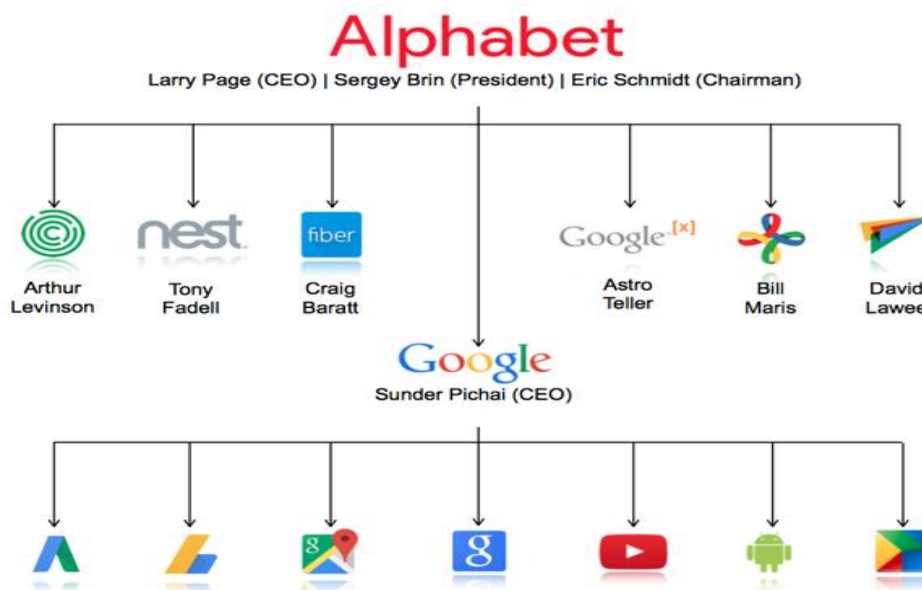 Alphabet
Larry Page (CEO) | Sergey Brin (President) | Eric Schmidt (Chairman)
nest
fiber
Google [x]
Arthur
Levinson
Tony
Fadell
Craig
Baratt
Astro
Teller
Bill
Maris
David
Lawee
Google
Sunder Pichai (CEO)
g
g